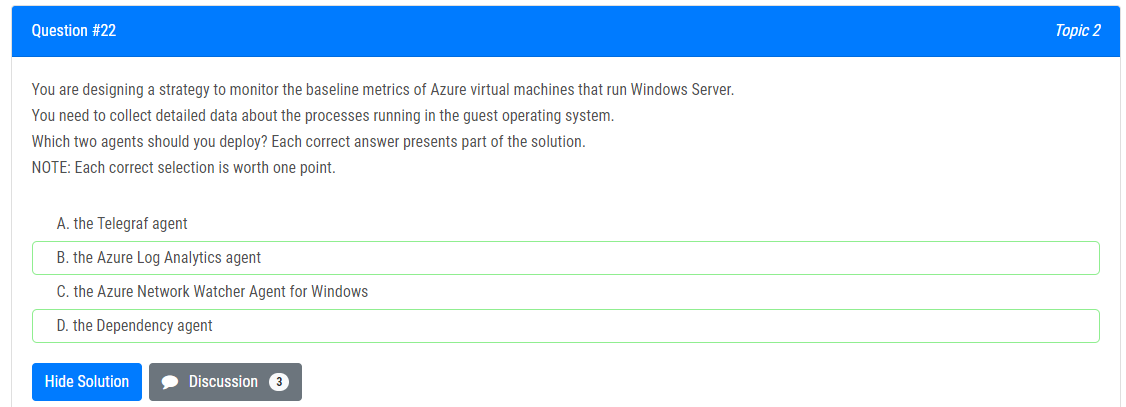 Question #22
Topic 2
You are designing a strategy to monitor the baseline metrics of Azure virtual machines that run Windows Server.
You need to collect detailed data about the processes running in the guest operating system.
Which two agents should you deploy? Each correct answer presents part of the solution.
NOTE: Each correct selection is worth one point.
A. the Telegraf agent
B. the Azure Log Analytics agent
C. the Azure Network Watcher Agent for Windows
D. the Dependency agent
Hide Solution
Discussion 3